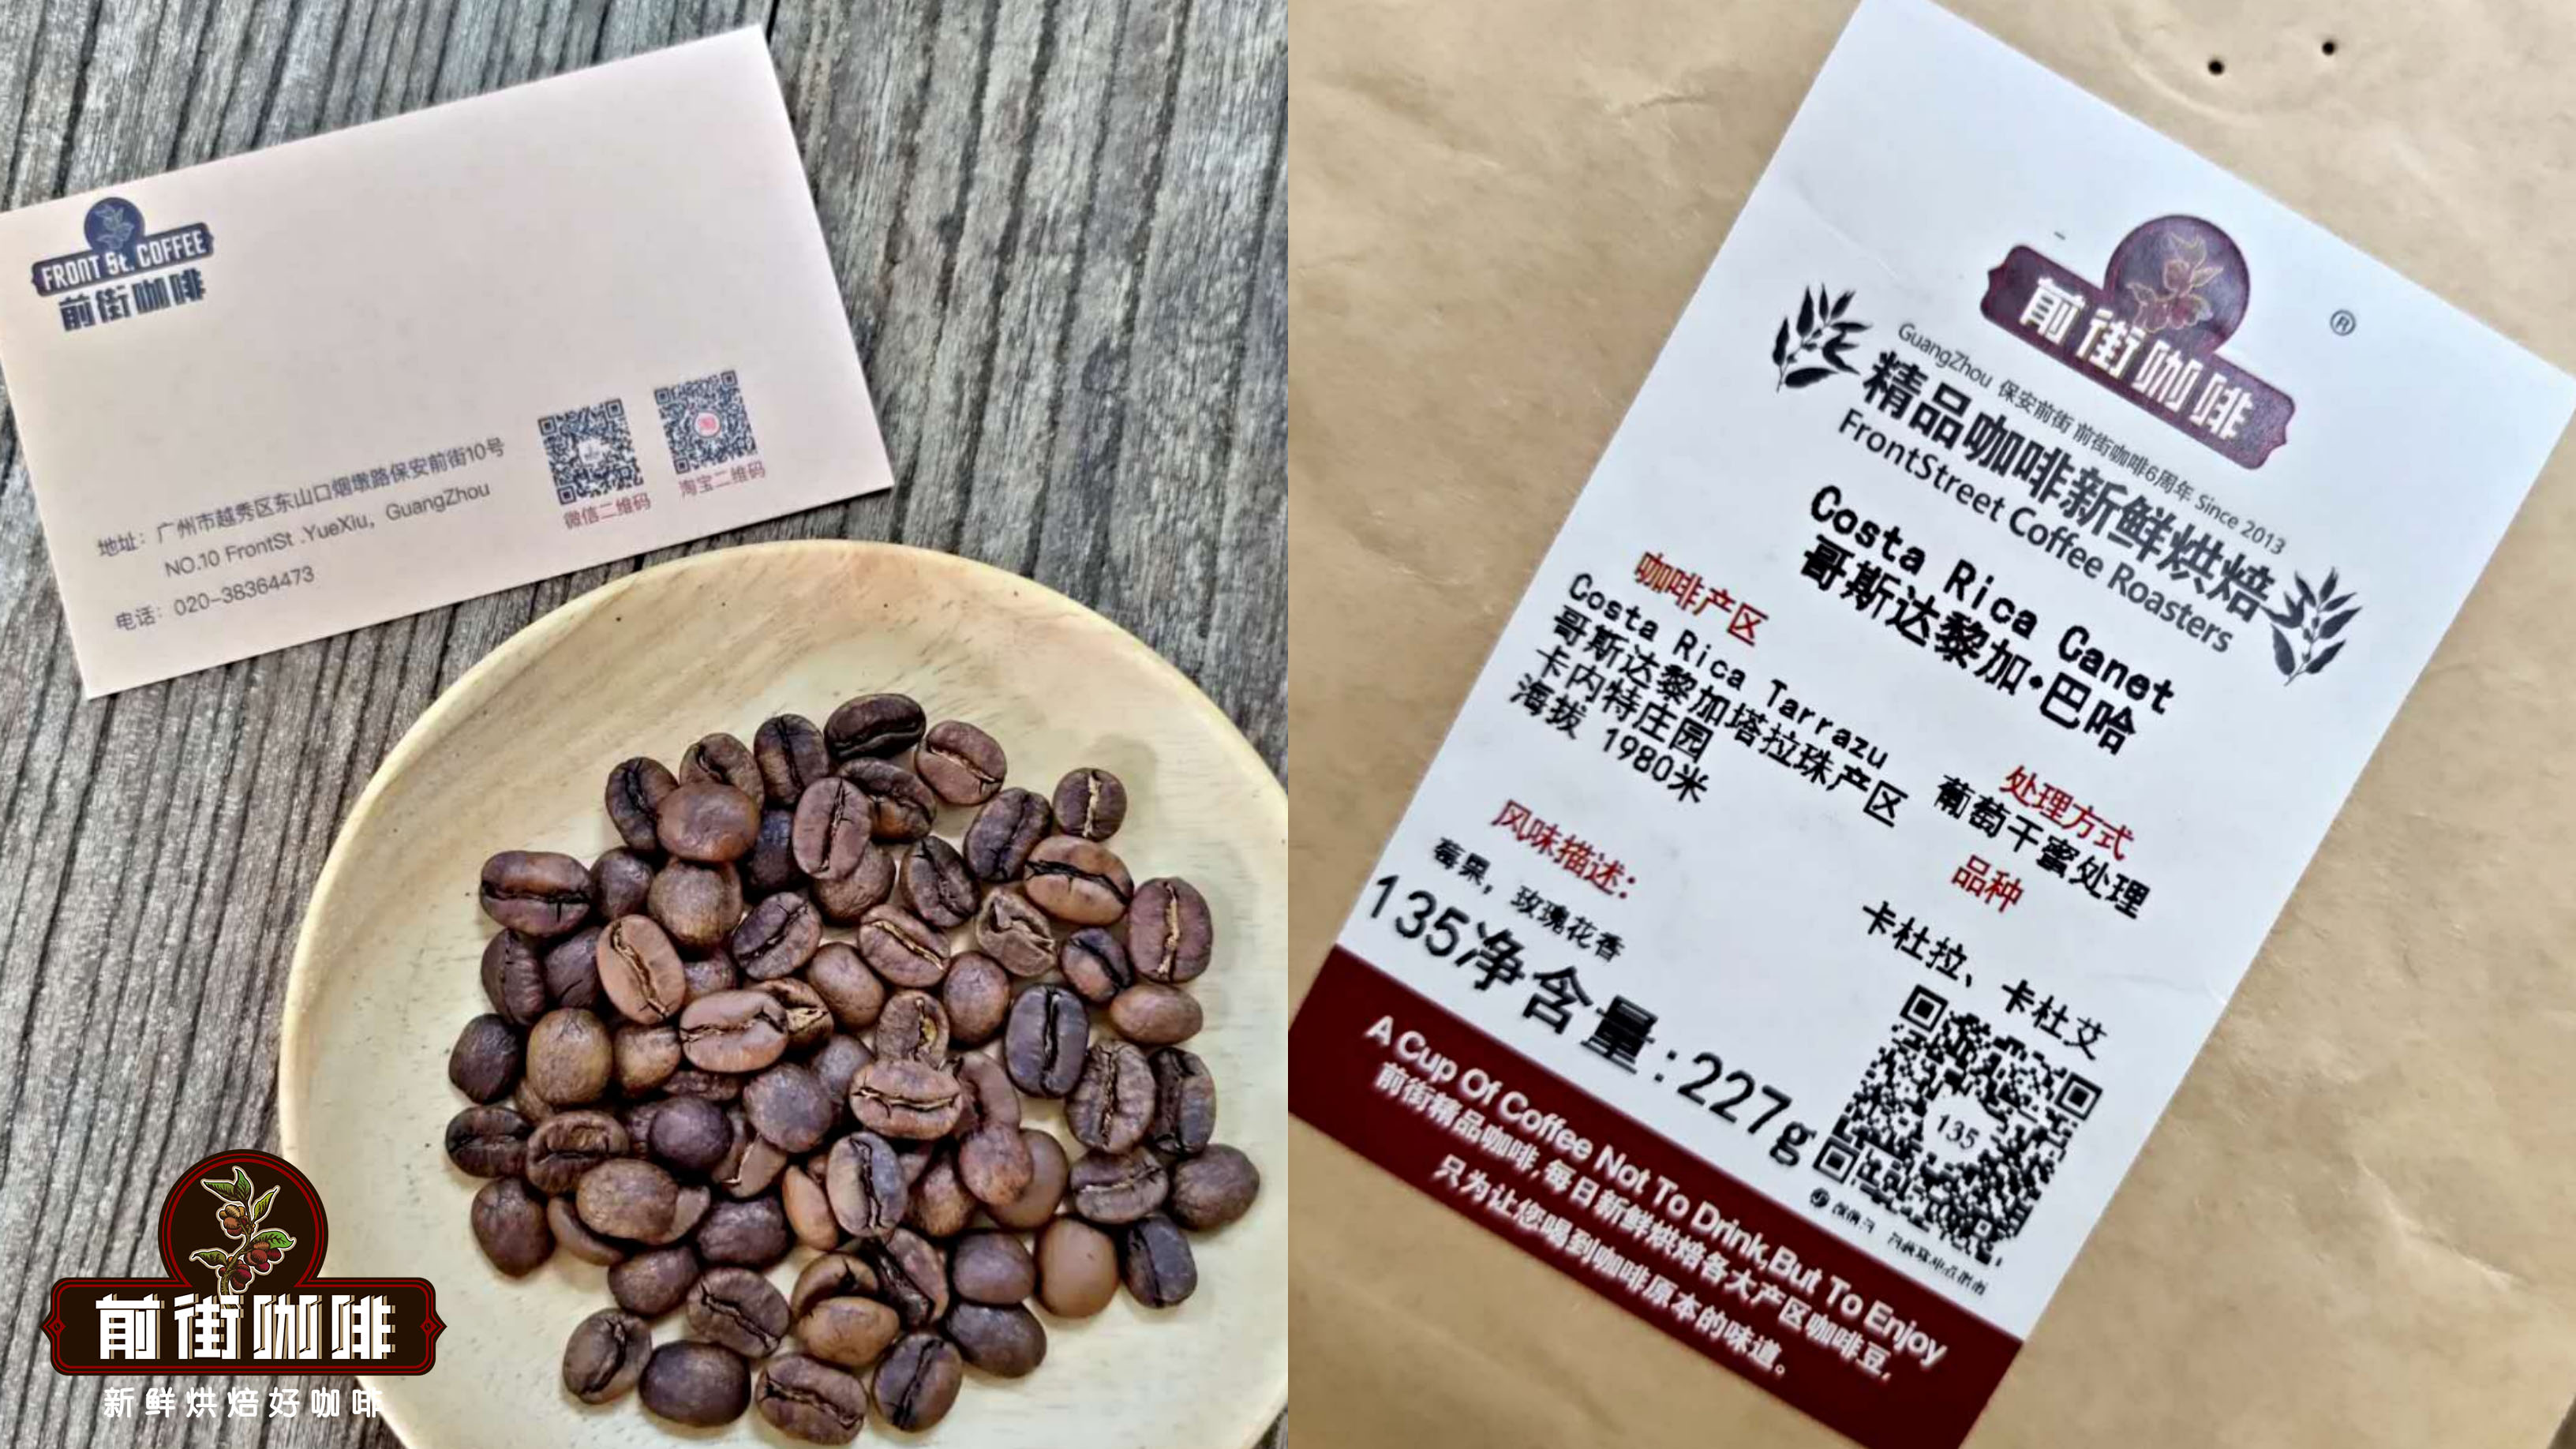 FRONT St. COFFEE
前街咖啡
地址：广州市越秀区东山口烟墩路保安前街10号
NO.10 FrontSt .YueXiu，GuangZhou
电话：020-38364473
微信二维码
淘宝二维码
淘
前街咖啡
新鲜烘焙好咖啡
前街咖啡
®
GuangZhou 保安前街 前街咖啡6周年 Since 2013
精品咖啡新鲜烘焙
FrontStreet Coffee Roasters
Costa Rica Canet
哥斯达黎加·巴哈
咖啡产区
Costa Rica Tarrazu
哥斯达黎加塔拉珠产区
卡内特庄园
海拔 1980米
处理方式
葡萄干蜜处理
品种
卡杜拉、卡杜艾
风味描述：
莓果，玫瑰花香
135净含量:227g
135
A Cup Of Coffee Not To Drink,But To Enjoy
前街精品咖啡,每日新鲜烘焙各大产区咖啡豆,
只为让您喝到咖啡原本的味道。